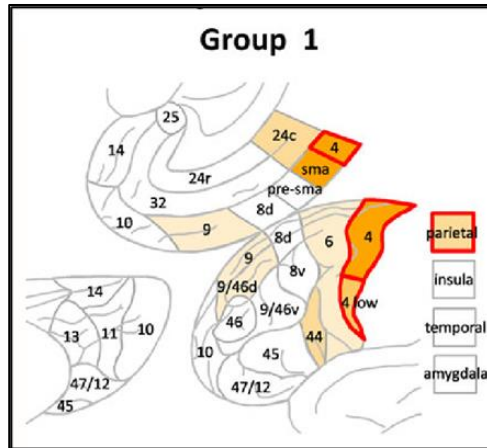 Group 1
25
24c
4
14
sma
24r
pre-sma
32
8d
10
9
8d
6
4
parietal
9
8v
14
9/46d
insula
9/46v
4 low
13
11
10
46
44
temporal
10
45
47/12
47/12
amygdala
45